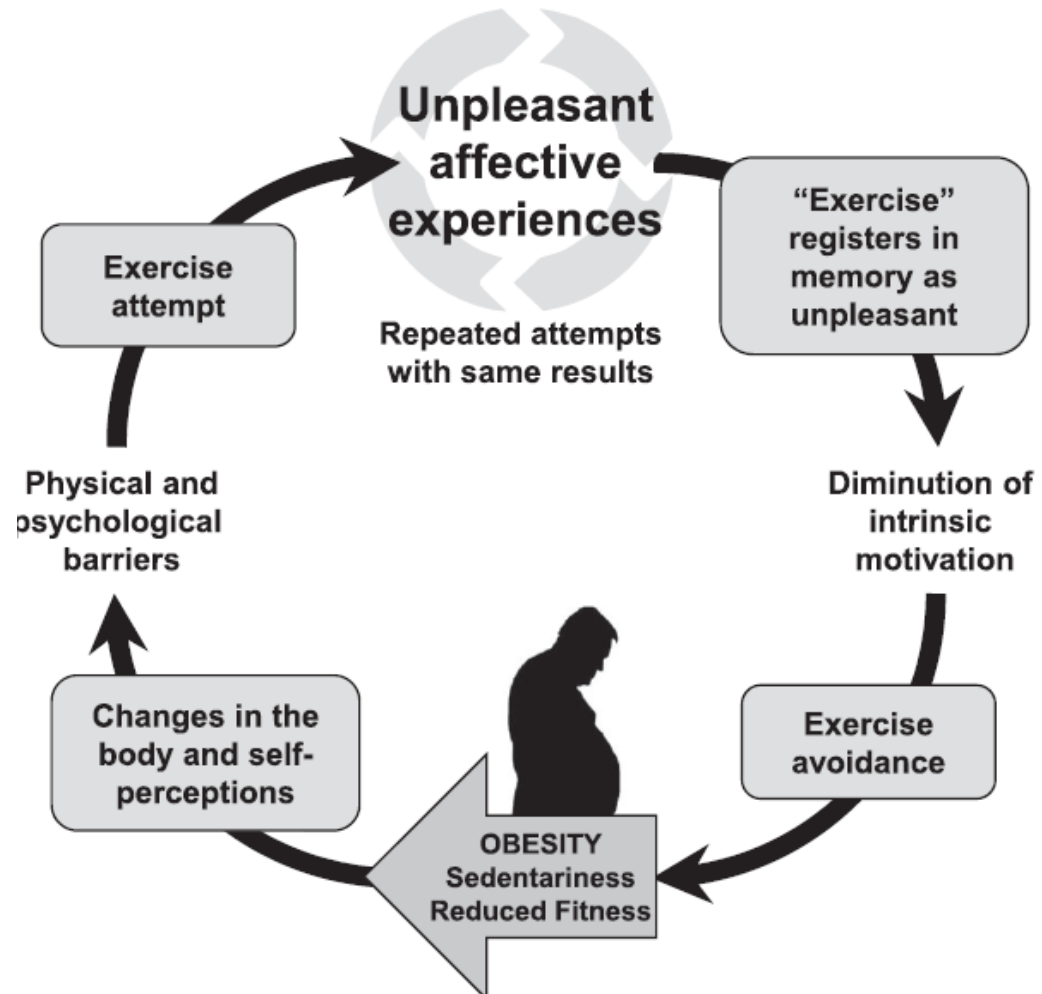 Unpleasant
affective
experiences
Repeated attempts
with same results
“Exercise”
registers in
memory as
unpleasant
Diminution of
intrinsic
motivation
Exercise
avoidance
OBESITY
Sedentariness
Reduced Fitness
Changes in the
body and self-
perceptions
Physical and
psychological
barriers
Exercise
attempt